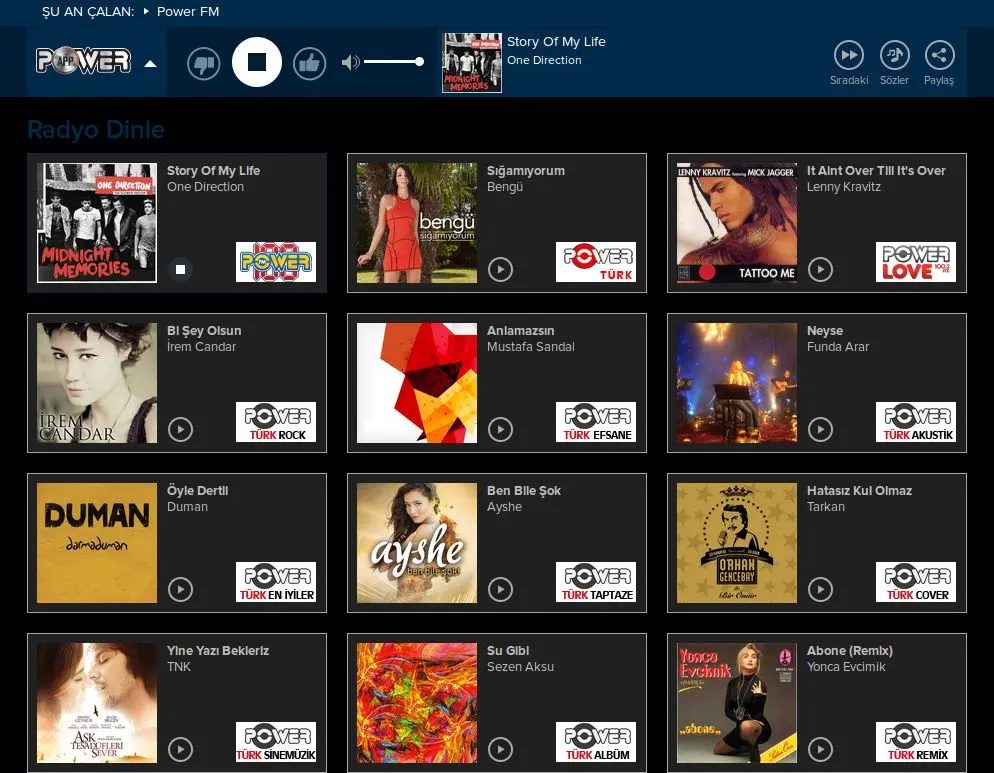 ŞU AN ÇALAN: Power FM
POWER APP
Story Of My Life
One Direction
Sıradaki
Sözler
Paylaş
ONE DIRECTION
MIDNIGHT
MEMORIES
Radyo Dinle
Story Of My Life
One Direction
ONE DIRECTION
MIDNIGHT
MEMORIES
100
POWER
Sığamıyorum
Bengü
bengü
sığamıyorum
POWER
TÜRK
It Aint Over Till It's Over
Lenny Kravitz
LENNY KRAVITZ featuring MICK JAGGER
TATTOO ME
POWER
LOVE
Bi Şey Olsun
İrem Candar
İREM
CANDAR
POWER
TÜRK ROCK
Anlamazsın
Mustafa Sandal
POWER
TÜRK EFSANE
Neyse
Funda Arar
POWER
TÜRK AKUSTİK
Öyle Dertli
Duman
DUMAN
darmaduman
POWER
TÜRK EN İYİLER
Ben Bile Şok
Ayshe
ayshe
ben bile şok!
POWER
TÜRK TAPTAZE
Hatasız Kul Olmaz
Tarkan
ORHAN
GENCEBAY
ile
Bir Ömür
POWER
TÜRK COVER
Yine Yazı Bekleriz
TNK
AŞK
TESADÜFLERİ
SEVER
POWER
TÜRK SİNEMÜZİK
Su Gibi
Sezen Aksu
POWER
TÜRK ALBÜM
Abone (Remix)
Yonca Evcimik
Yonca
Evcimik
"abone"
POWER
TÜRK REMİX